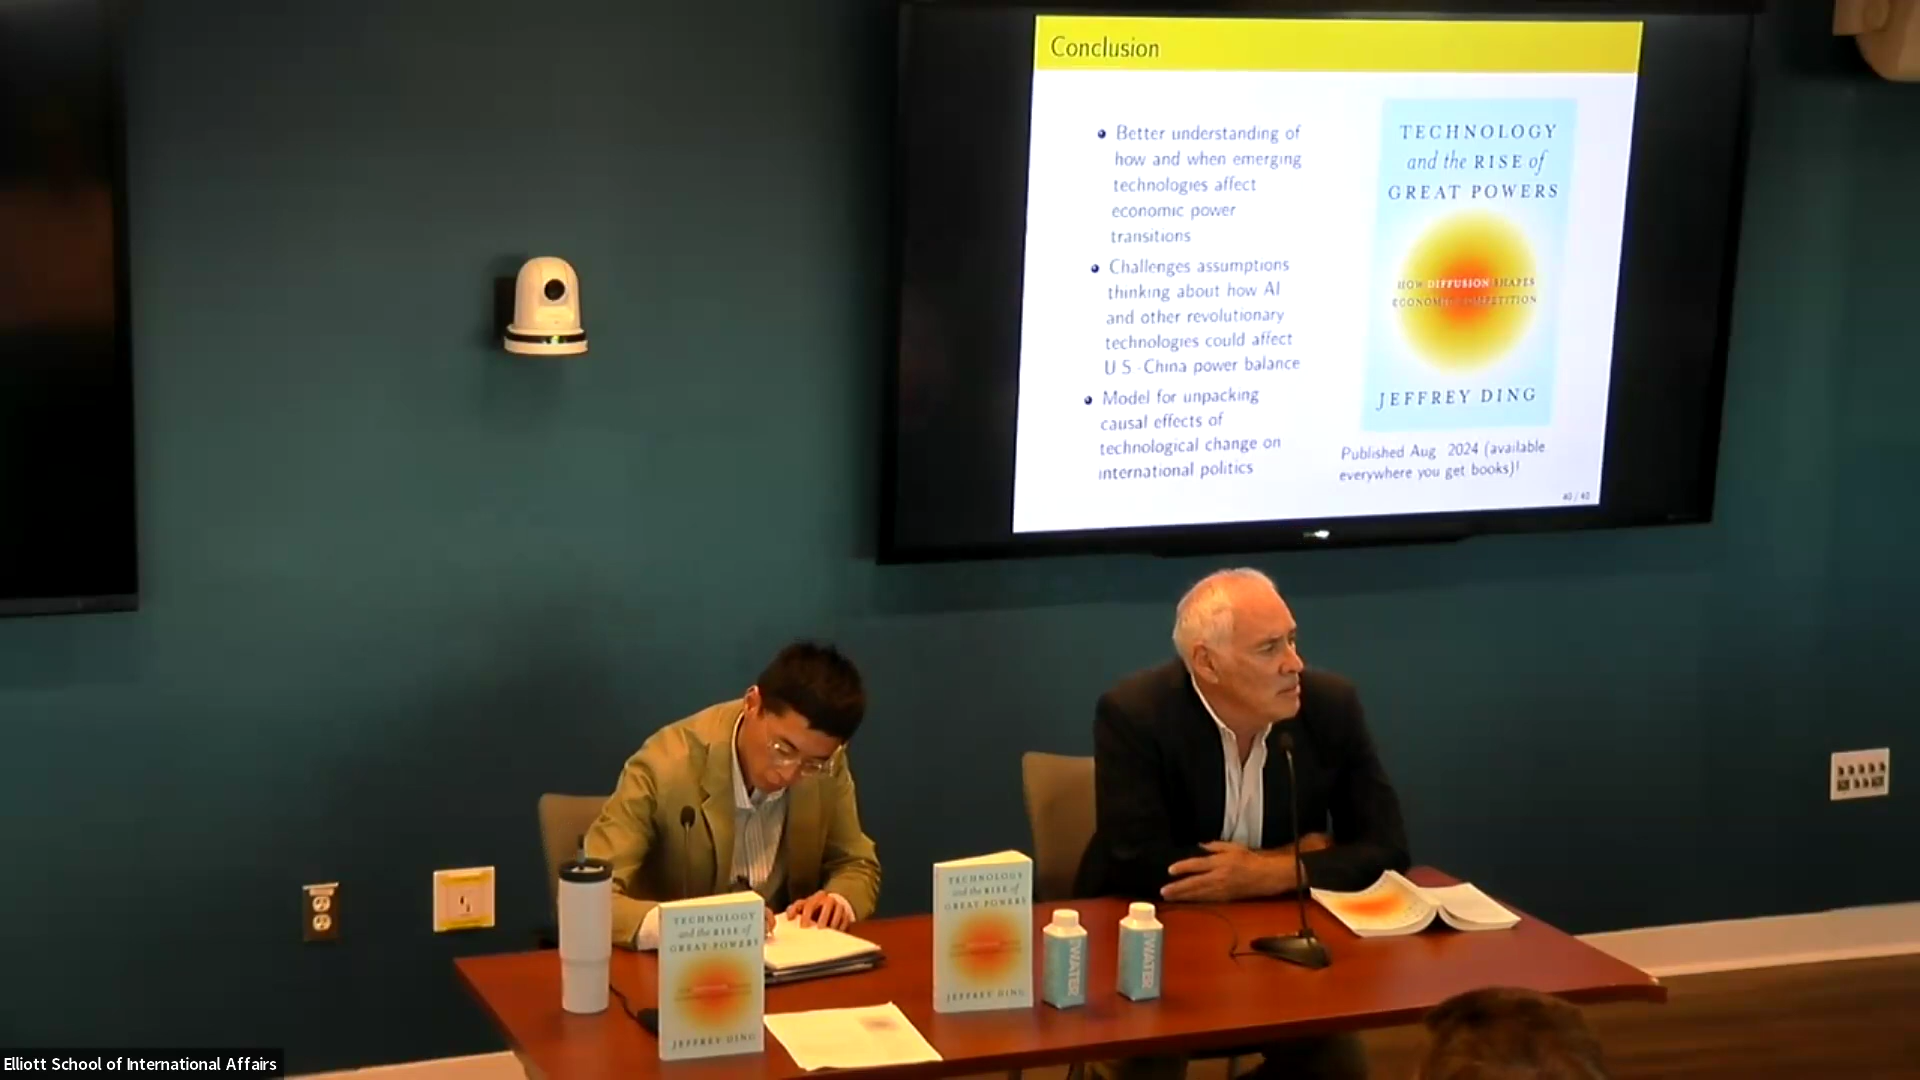 Conclusion
Better understanding of
how and when emerging
technologies affect
economic power
transitions
Challenges assumptions
thinking about how AI
and other revolutionary
technologies could affect
U S -China power balance
Model for unpacking
causal effects of
technological change on
international politics
TECHNOLOGY
and the RISE of
GREAT POWERS
HOW DIFFUSION SHAPES
ECONOMIC COMPETITION
JEFFREY DING
Published Aug 2024 (available
everywhere you get books)!
40 / 40
TECHNOLOGY
and the RISE of
GREAT POWERS
JEFFREY DING
TECHNOLOGY
and the RISE of
GREAT POWERS
JEFFREY DING
WATER
WATER
Elliott School of International Affairs